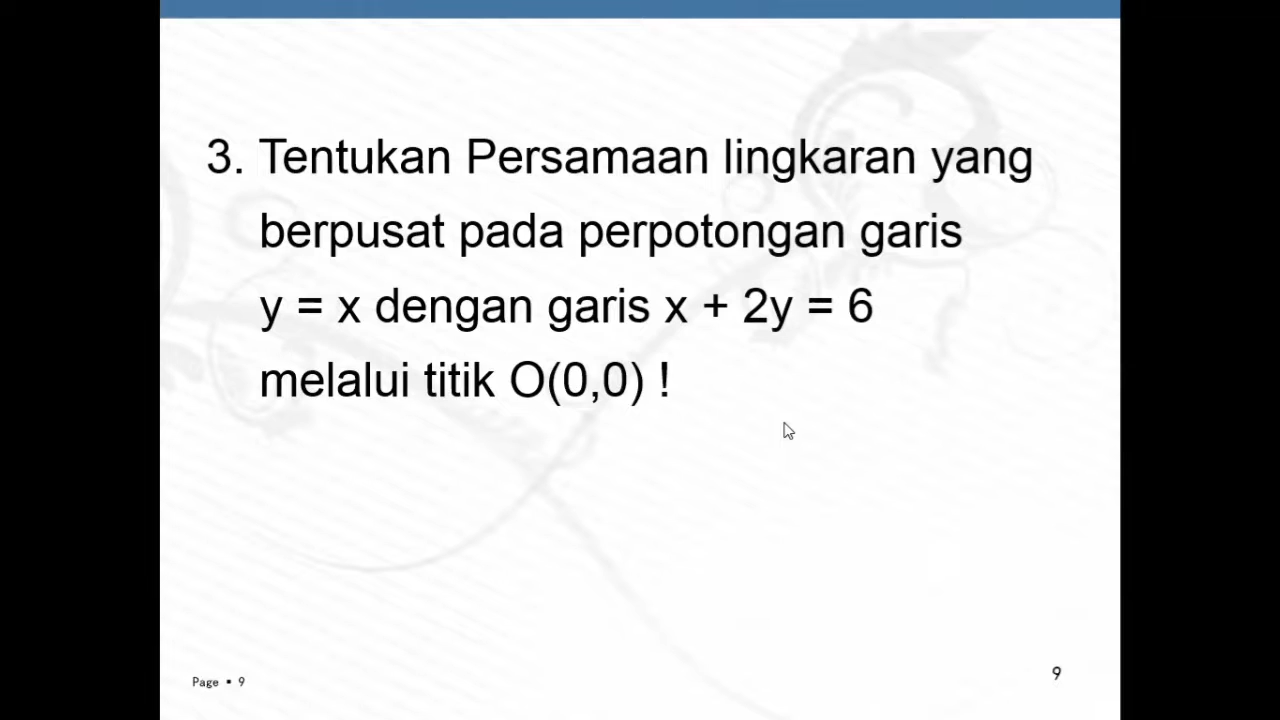 3. Tentukan Persamaan lingkaran yang
berpusat pada perpotongan garis
y = x dengan garis x + 2y = 6
melalui titik O(0,0) !
Page ▪ 9
9